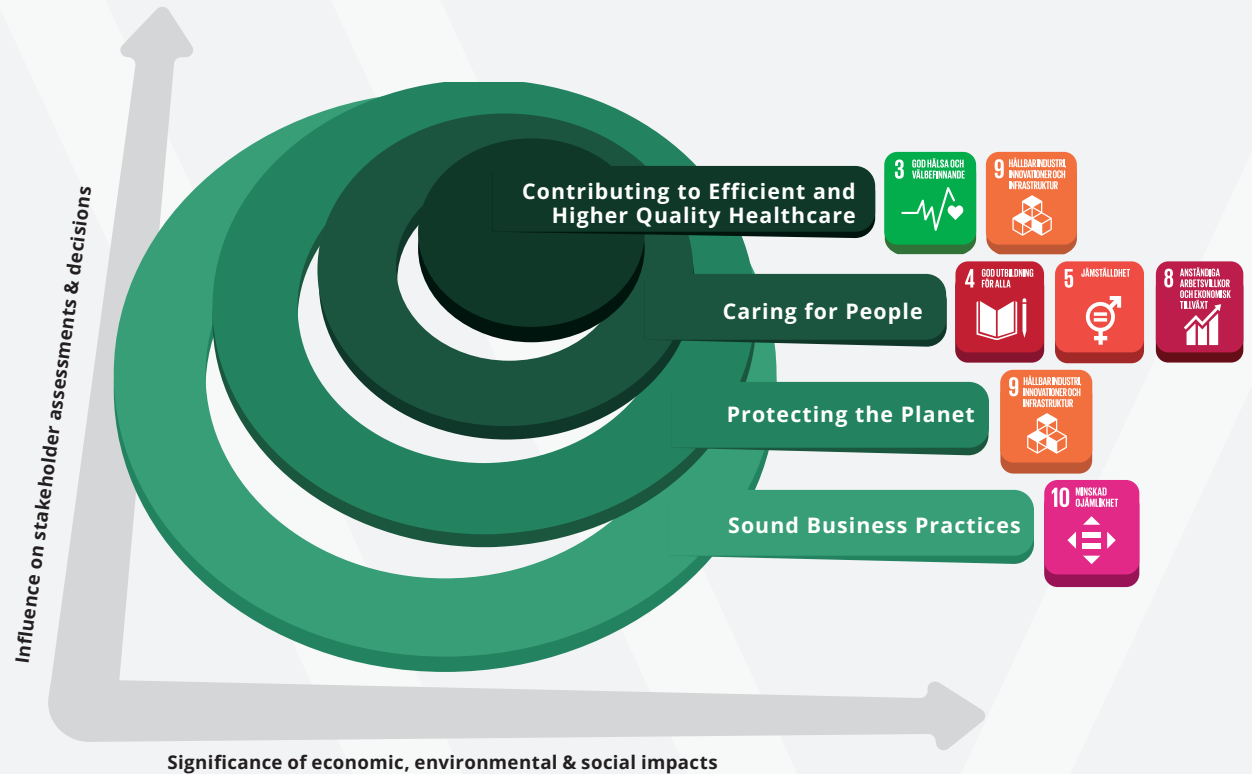 Influence on stakeholder assessments & decisions
Contributing to Efficient and
Higher Quality Healthcare
3 GOD HÄLSA OCH
VÄLBEFINNANDE
9 HÅLLBAR INDUSTRI,
INNOVATIONER OCH
INFRASTRUKTUR
Caring for People
4 GOD UTBILDNING
FÖR ALLA
5 JÄMSTÄLLDHET
8 ANSTÄNDIGA
ARBETSVILLKOR
OCH EKONOMISK
TILLVÄXT
Protecting the Planet
9 HÅLLBAR INDUSTRI,
INNOVATIONER OCH
INFRASTRUKTUR
Sound Business Practices
10 MINSKAD
OJÄMLIKHET
Significance of economic, environmental & social impacts